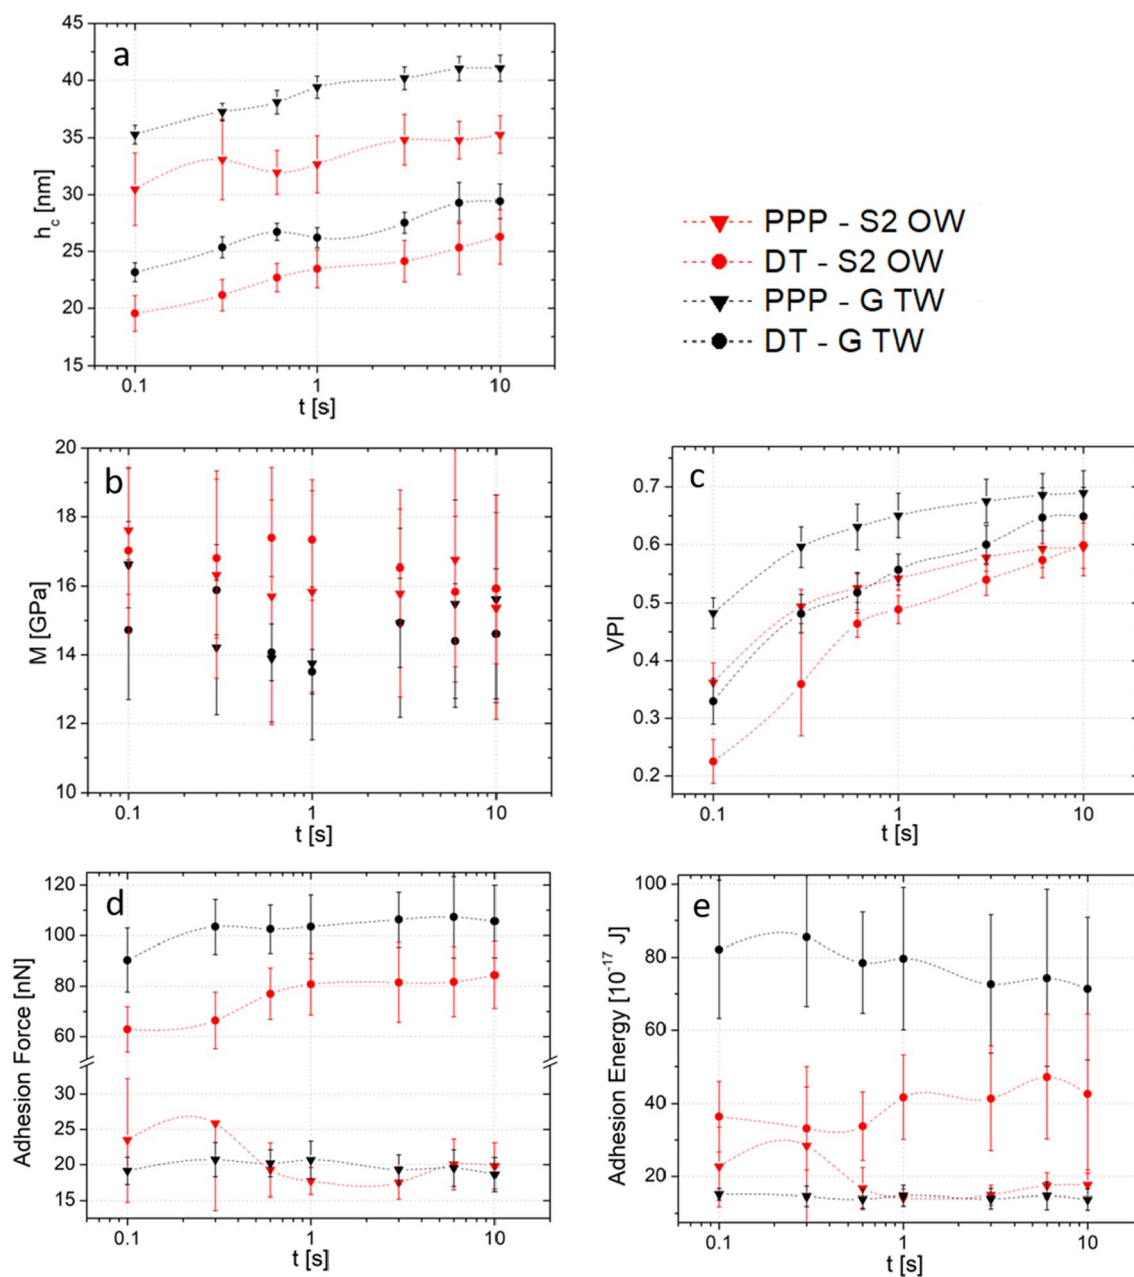 a
45
40
35
30
25
20
15
h_c [nm]
0.1 1 10
t [s]
PPP - S2 OW
DT - S2 OW
PPP - G TW
DT - G TW
b
20
18
16
14
12
10
M [GPa]
0.1 1 10
t [s]
c
0.7
0.6
0.5
0.4
0.3
0.2
VPI
0.1 1 10
t [s]
d
120
100
80
60
30
25
20
15
Adhesion Force [nN]
0.1 1 10
t [s]
e
100
80
60
40
20
Adhesion Energy [10⁻¹⁷ J]
0.1 1 10
t [s]